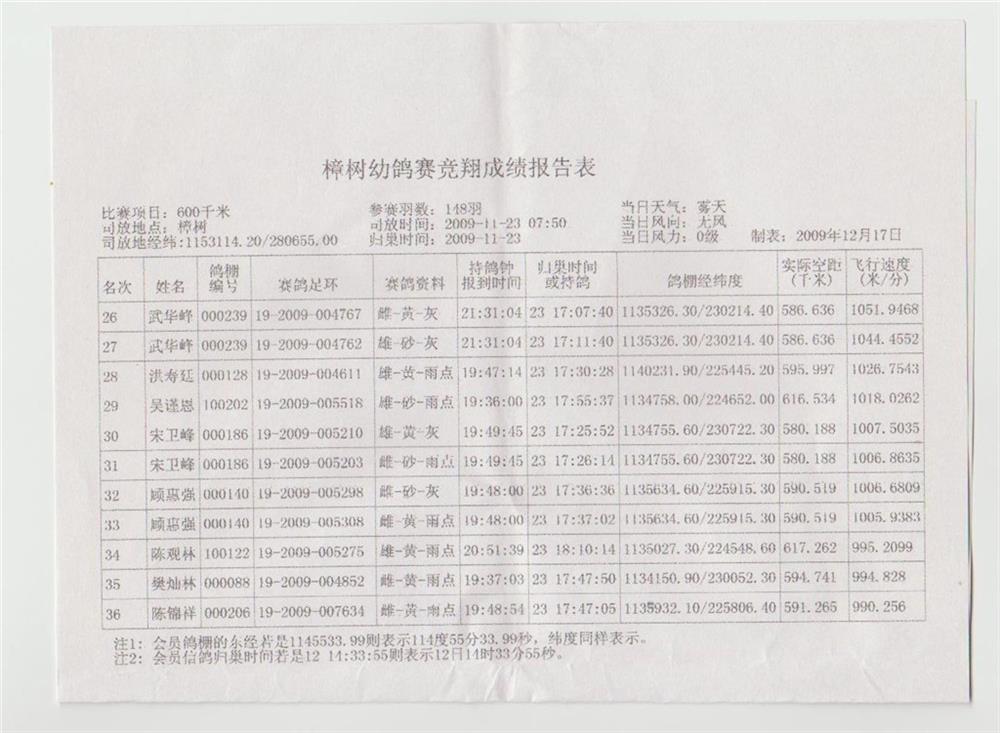 樟树幼鸽赛竞翔成绩报告表
比赛项目：600千米 参赛羽数：148羽 当日天气：雾天
司放地点：樟树 司放时间：2009-11-23 07:50 当日风向：无风
司放地经纬:1153114.20/280655.00 归巢时间：2009-11-23 当日风力：0级 制表：2009年12月17日
名次 姓名 鸽棚编号 赛鸽足环 赛鸽资料 持鸽钟报到时间 归巢时间或持鸽 鸽棚经纬度 实际空距(千米) 飞行速度(米/分)
26 武华峰 000239 19-2009-004767 雌-黄-灰 21:31:04 23 17:07:40 1135326.30/230214.40 586.636 1051.9468
27 武华峰 000239 19-2009-004762 雄-砂-灰 21:31:04 23 17:11:40 1135326.30/230214.40 586.636 1044.4552
28 洪寿廷 000128 19-2009-004611 雄-黄-雨点 19:47:14 23 17:30:28 1140231.90/225445.20 595.997 1026.7543
29 吴谨恩 100202 19-2009-005518 雄-砂-雨点 19:36:00 23 17:55:37 1134758.00/224652.00 616.534 1018.0262
30 宋卫峰 000186 19-2009-005210 雄-黄-灰 19:49:45 23 17:25:52 1134755.60/230722.30 580.188 1007.5035
31 宋卫峰 000186 19-2009-005203 雌-砂-雨点 19:49:45 23 17:26:14 1134755.60/230722.30 580.188 1006.8635
32 顾惠强 000140 19-2009-005298 雌-砂-灰 19:48:00 23 17:36:36 1135634.60/225915.30 590.519 1006.6809
33 顾惠强 000140 19-2009-005308 雌-黄-雨点 19:48:00 23 17:37:02 1135634.60/225915.30 590.519 1005.9383
34 陈观林 100122 19-2009-005275 雄-黄-雨点 20:51:39 23 18:10:14 1135027.30/224548.60 617.262 995.2099
35 樊灿林 000088 19-2009-004852 雌-黄-雨点 19:37:03 23 17:47:50 1134150.90/230052.30 594.741 994.828
36 陈锦祥 000206 19-2009-007634 雌-黄-雨点 19:48:54 23 17:47:05 1135932.10/225806.40 591.265 990.256
注1：会员鸽棚的东经若是1145533.99则表示114度55分33.99秒，纬度同样表示。
注2：会员信鸽归巢时间若是12 14:33:55则表示12日14时33分55秒。